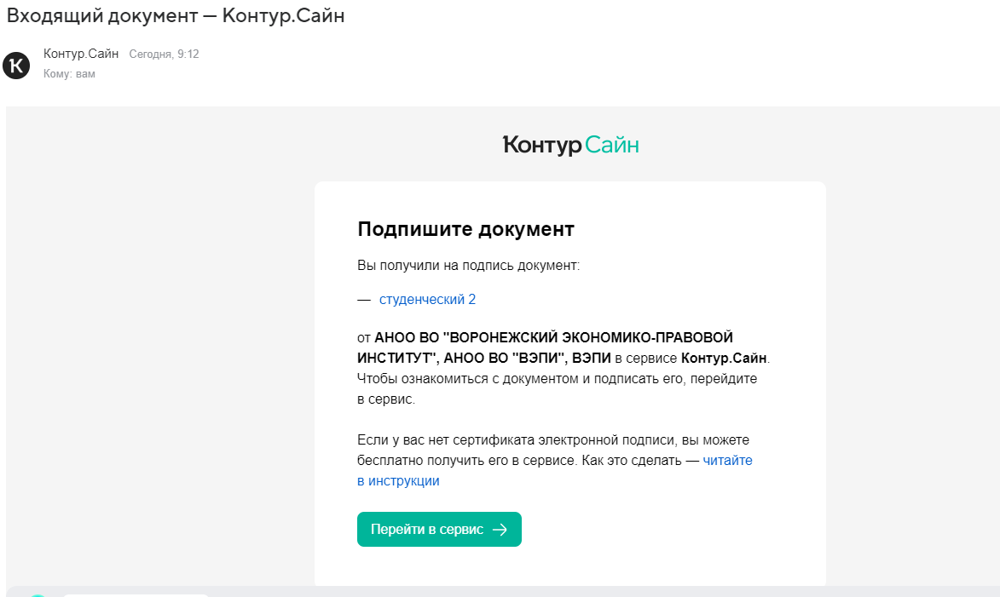 Входящий документ — Контур.Сайн
Контур.Сайн Сегодня, 9:12
Кому: вам
Контур Сайн
Подпишите документ
Вы получили на подпись документ:
— студенческий 2
от АНОО ВО "ВОРОНЕЖСКИЙ ЭКОНОМИКО-ПРАВОВОЙ
ИНСТИТУТ", АНОО ВО "ВЭПИ", ВЭПИ в сервисе Контур.Сайн.
Чтобы ознакомиться с документом и подписать его, перейдите
в сервис.
Если у вас нет сертификата электронной подписи, вы можете
бесплатно получить его в сервисе. Как это сделать — читайте
в инструкции
Перейти в сервис →